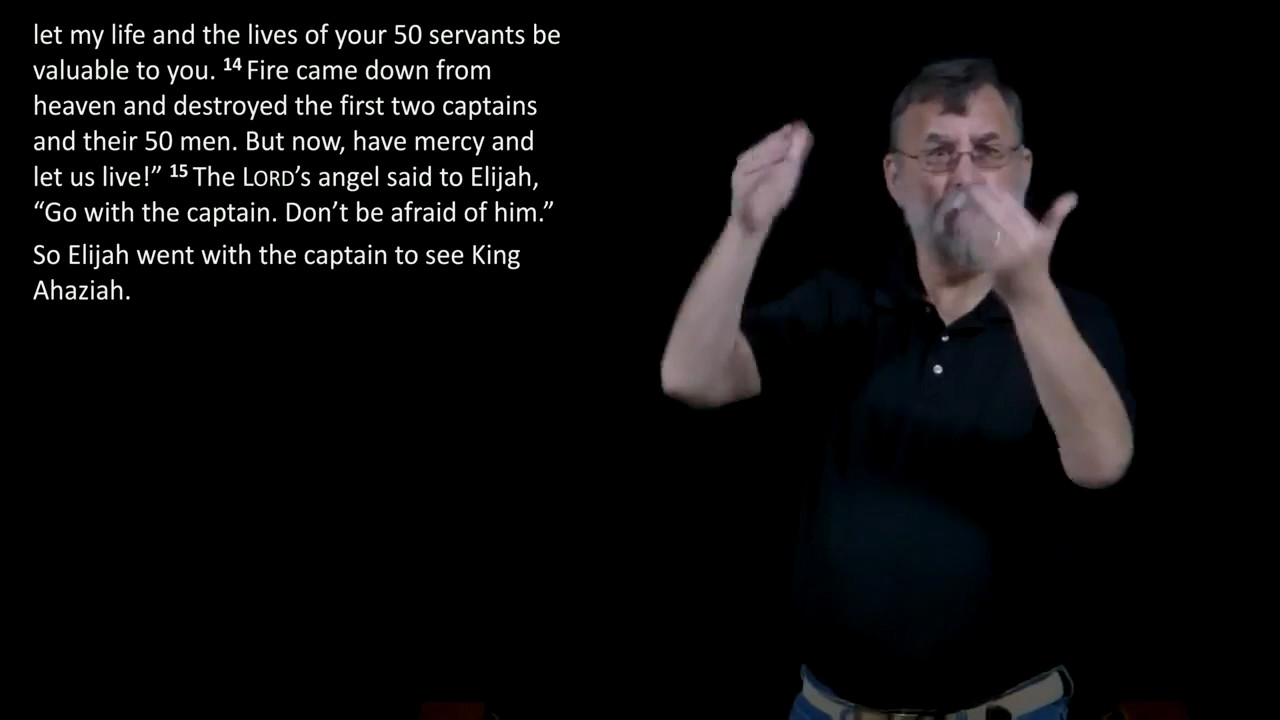 let my life and the lives of your 50 servants be
valuable to you. 14 Fire came down from
heaven and destroyed the first two captains
and their 50 men. But now, have mercy and
let us live!” 15 The LORD’s angel said to Elijah,
“Go with the captain. Don’t be afraid of him.”
So Elijah went with the captain to see King
Ahaziah.